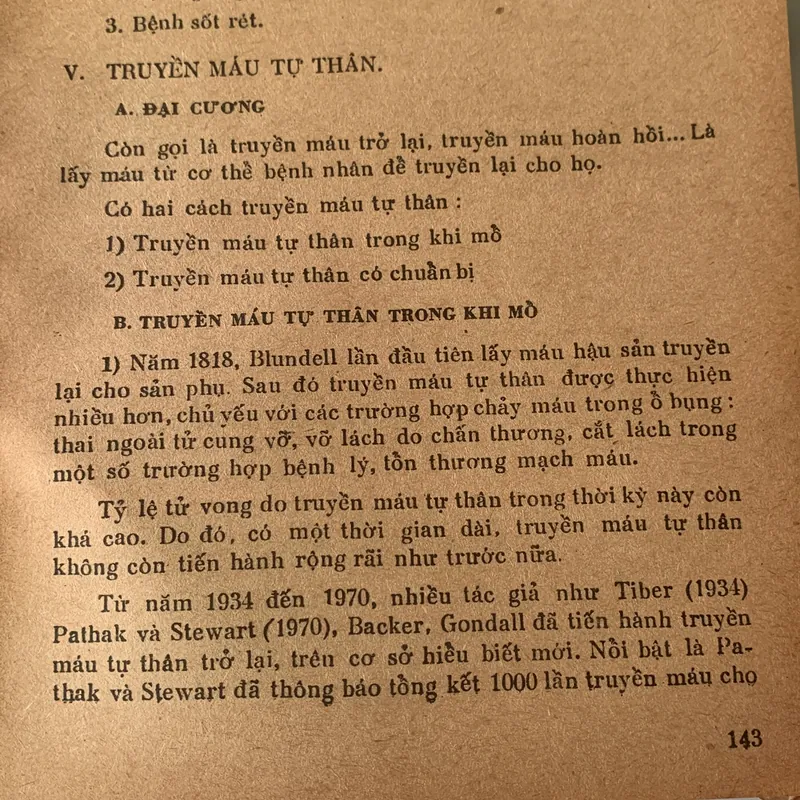 3. Bệnh sốt rét.
V. TRUYỀN MÁU TỰ THÂN.
A. ĐẠI CƯƠNG
Còn gọi là truyền máu trở lại, truyền máu hoàn hồi... Là
lấy máu từ cơ thể bệnh nhân để truyền lại cho họ.
Có hai cách truyền máu tự thân :
1) Truyền máu tự thân trong khi mổ
2) Truyền máu tự thân có chuẩn bị
B. TRUYỀN MÁU TỰ THÂN TRONG KHI MỔ
1) Năm 1818, Blundell lần đầu tiên lấy máu hậu sản truyền
lại cho sản phụ. Sau đó truyền máu tự thân được thực hiện
nhiều hơn, chủ yếu với các trường hợp chảy máu trong ổ bụng :
thai ngoài tử cung vỡ, vỡ lách do chấn thương, cắt lách trong
một số trường hợp bệnh lý, tổn thương mạch máu.
Tỷ lệ tử vong do truyền máu tự thân trong thời kỳ này còn
khá cao. Do đó, có một thời gian dài, truyền máu tự thân
không còn tiến hành rộng rãi như trước nữa.
Từ năm 1934 đến 1970, nhiều tác giả như Tiber (1934)
Pathak và Stewart (1970), Backer, Gondall đã tiến hành truyền
máu tự thân trở lại, trên cơ sở hiểu biết mới. Nổi bật là Pa-
thak và Stewart đã thông báo tổng kết 1000 lần truyền máu cho
143